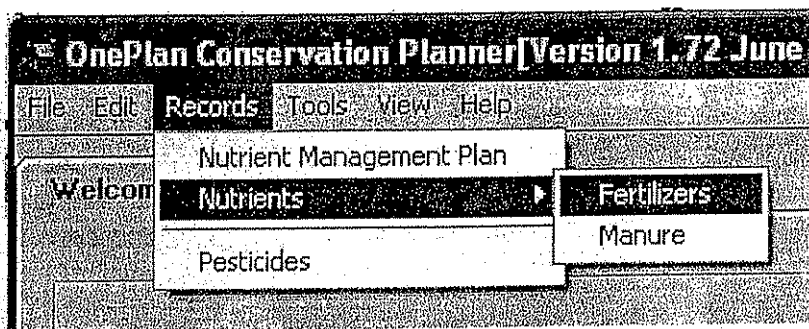 OnePlan Conservation Planner[Version 1.72 June
File Edit Records Tools View Help
Nutrient Management Plan
Welcom
Nutrients
Fertilizers
Manure
Pesticides